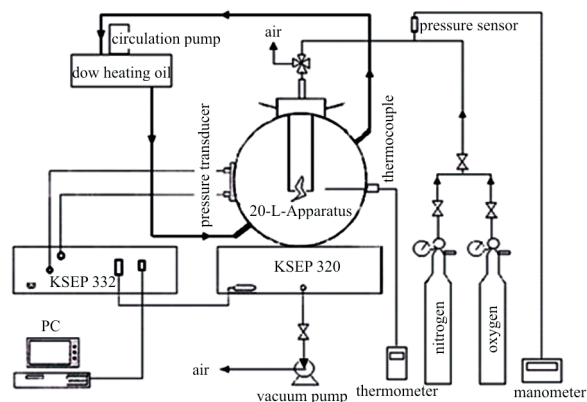 air
pressure sensor
circulation pump
dow heating oil
pressure transducer
thermocouple
20-L-Apparatus
KSEP 332
KSEP 320
PC
nitrogen
oxygen
air
vacuum pump
thermometer
manometer